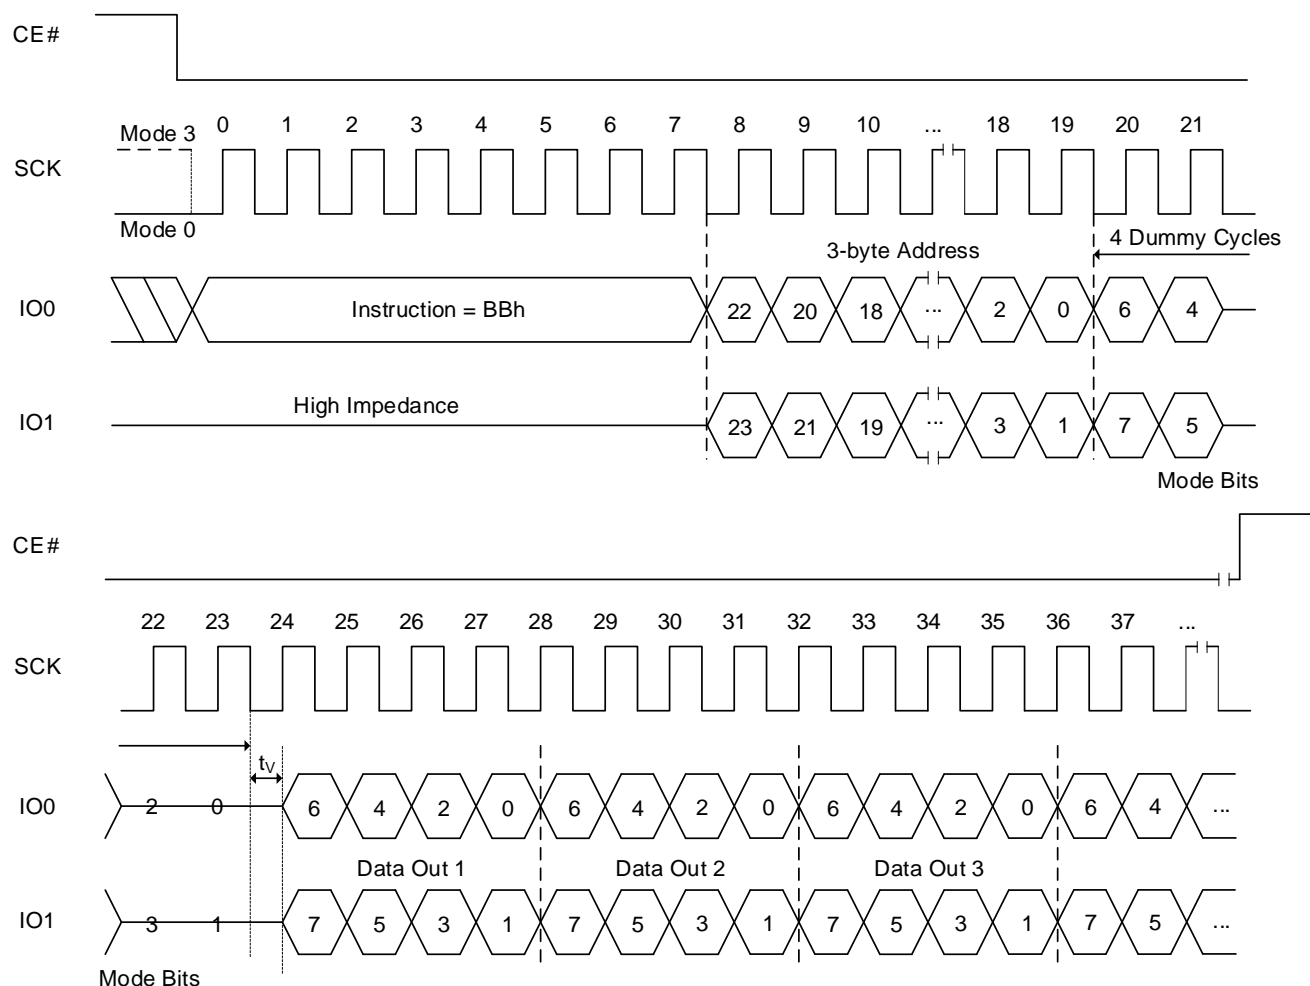 CE#
Mode 3
0 1 2 3 4 5 6 7 8 9 10 ... 18 19 20 21
SCK
Mode 0
3-byte Address
4 Dummy Cycles
IO0
Instruction = BBh
22 20 18 ... 2 0 6 4
IO1
High Impedance
23 21 19 ... 3 1 7 5
Mode Bits
CE#
22 23 24 25 26 27 28 29 30 31 32 33 34 35 36 37 ...
SCK
tV
IO0
2 0 6 4 2 0 6 4 2 0 6 4 2 0 6 4 ...
Data Out 1 Data Out 2 Data Out 3
IO1
3 1 7 5 3 1 7 5 3 1 7 5 3 1 7 5 ...
Mode Bits